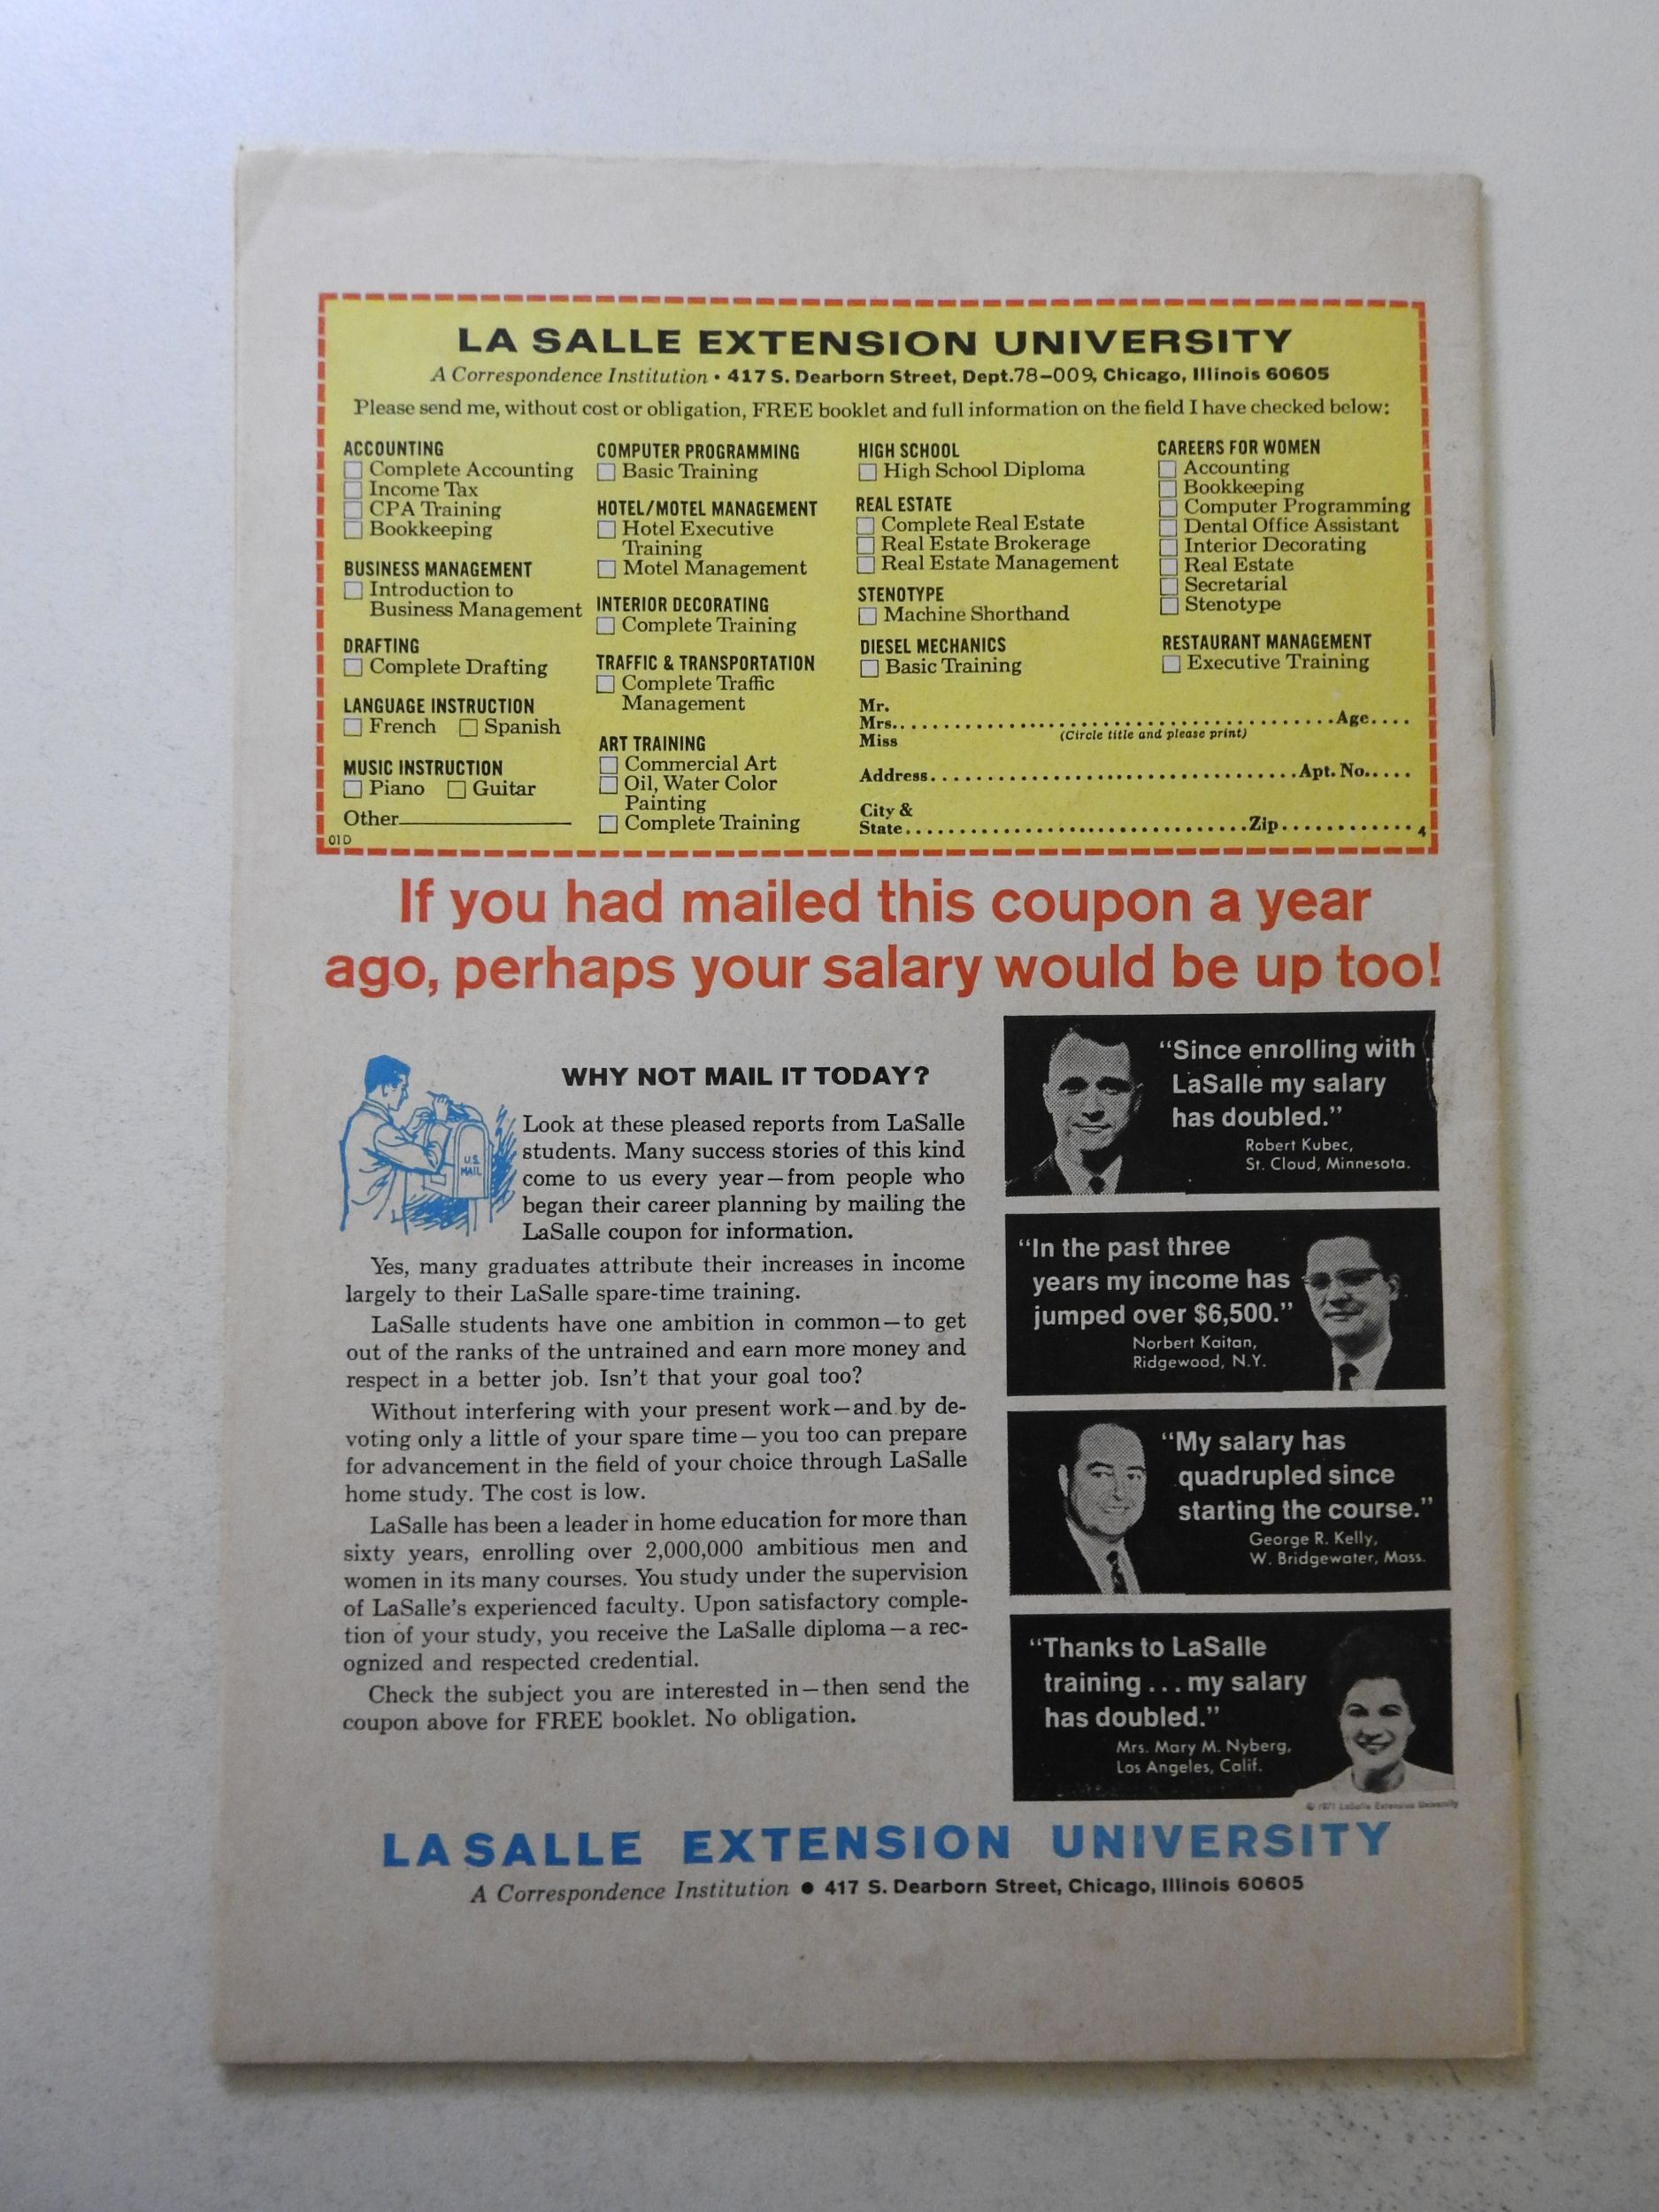 LA SALLE EXTENSION UNIVERSITY
A Correspondence Institution • 417 S. Dearborn Street, Dept.78–009, Chicago, Illinois 60605
Please send me, without cost or obligation, FREE booklet and full information on the field I have checked below:
ACCOUNTING
Complete Accounting
Income Tax
CPA Training
Bookkeeping
BUSINESS MANAGEMENT
Introduction to
Business Management
DRAFTING
Complete Drafting
LANGUAGE INSTRUCTION
French Spanish
MUSIC INSTRUCTION
Piano Guitar
Other
01D
COMPUTER PROGRAMMING
Basic Training
HOTEL/MOTEL MANAGEMENT
Hotel Executive
Training
Motel Management
INTERIOR DECORATING
Complete Training
TRAFFIC & TRANSPORTATION
Complete Traffic
Management
ART TRAINING
Commercial Art
Oil, Water Color
Painting
Complete Training
HIGH SCHOOL
High School Diploma
REAL ESTATE
Complete Real Estate
Real Estate Brokerage
Real Estate Management
STENOTYPE
Machine Shorthand
DIESEL MECHANICS
Basic Training
CAREERS FOR WOMEN
Accounting
Bookkeeping
Computer Programming
Dental Office Assistant
Interior Decorating
Real Estate
Secretarial
Stenotype
RESTAURANT MANAGEMENT
Executive Training
Mr.
Mrs. Age
Miss (Circle title and please print)
Address Apt. No.
City &
State Zip 4
If you had mailed this coupon a year
ago, perhaps your salary would be up too!
U.S.
MAIL
WHY NOT MAIL IT TODAY?
Look at these pleased reports from LaSalle
students. Many success stories of this kind
come to us every year—from people who
began their career planning by mailing the
LaSalle coupon for information.
Yes, many graduates attribute their increases in income
largely to their LaSalle spare-time training.
LaSalle students have one ambition in common—to get
out of the ranks of the untrained and earn more money and
respect in a better job. Isn't that your goal too?
Without interfering with your present work—and by de-
voting only a little of your spare time—you too can prepare
for advancement in the field of your choice through LaSalle
home study. The cost is low.
LaSalle has been a leader in home education for more than
sixty years, enrolling over 2,000,000 ambitious men and
women in its many courses. You study under the supervision
of LaSalle's experienced faculty. Upon satisfactory comple-
tion of your study, you receive the LaSalle diploma—a rec-
ognized and respected credential.
Check the subject you are interested in—then send the
coupon above for FREE booklet. No obligation.
"Since enrolling with
LaSalle my salary
has doubled."
Robert Kubec,
St. Cloud, Minnesota.
"In the past three
years my income has
jumped over $6,500."
Norbert Kaitan,
Ridgewood, N.Y.
"My salary has
quadrupled since
starting the course."
George R. Kelly,
W. Bridgewater, Mass.
"Thanks to LaSalle
training . . . my salary
has doubled."
Mrs. Mary M. Nyberg,
Los Angeles, Calif.
© 1971 LaSalle Extension University
LASALLE EXTENSION UNIVERSITY
A Correspondence Institution • 417 S. Dearborn Street, Chicago, Illinois 60605